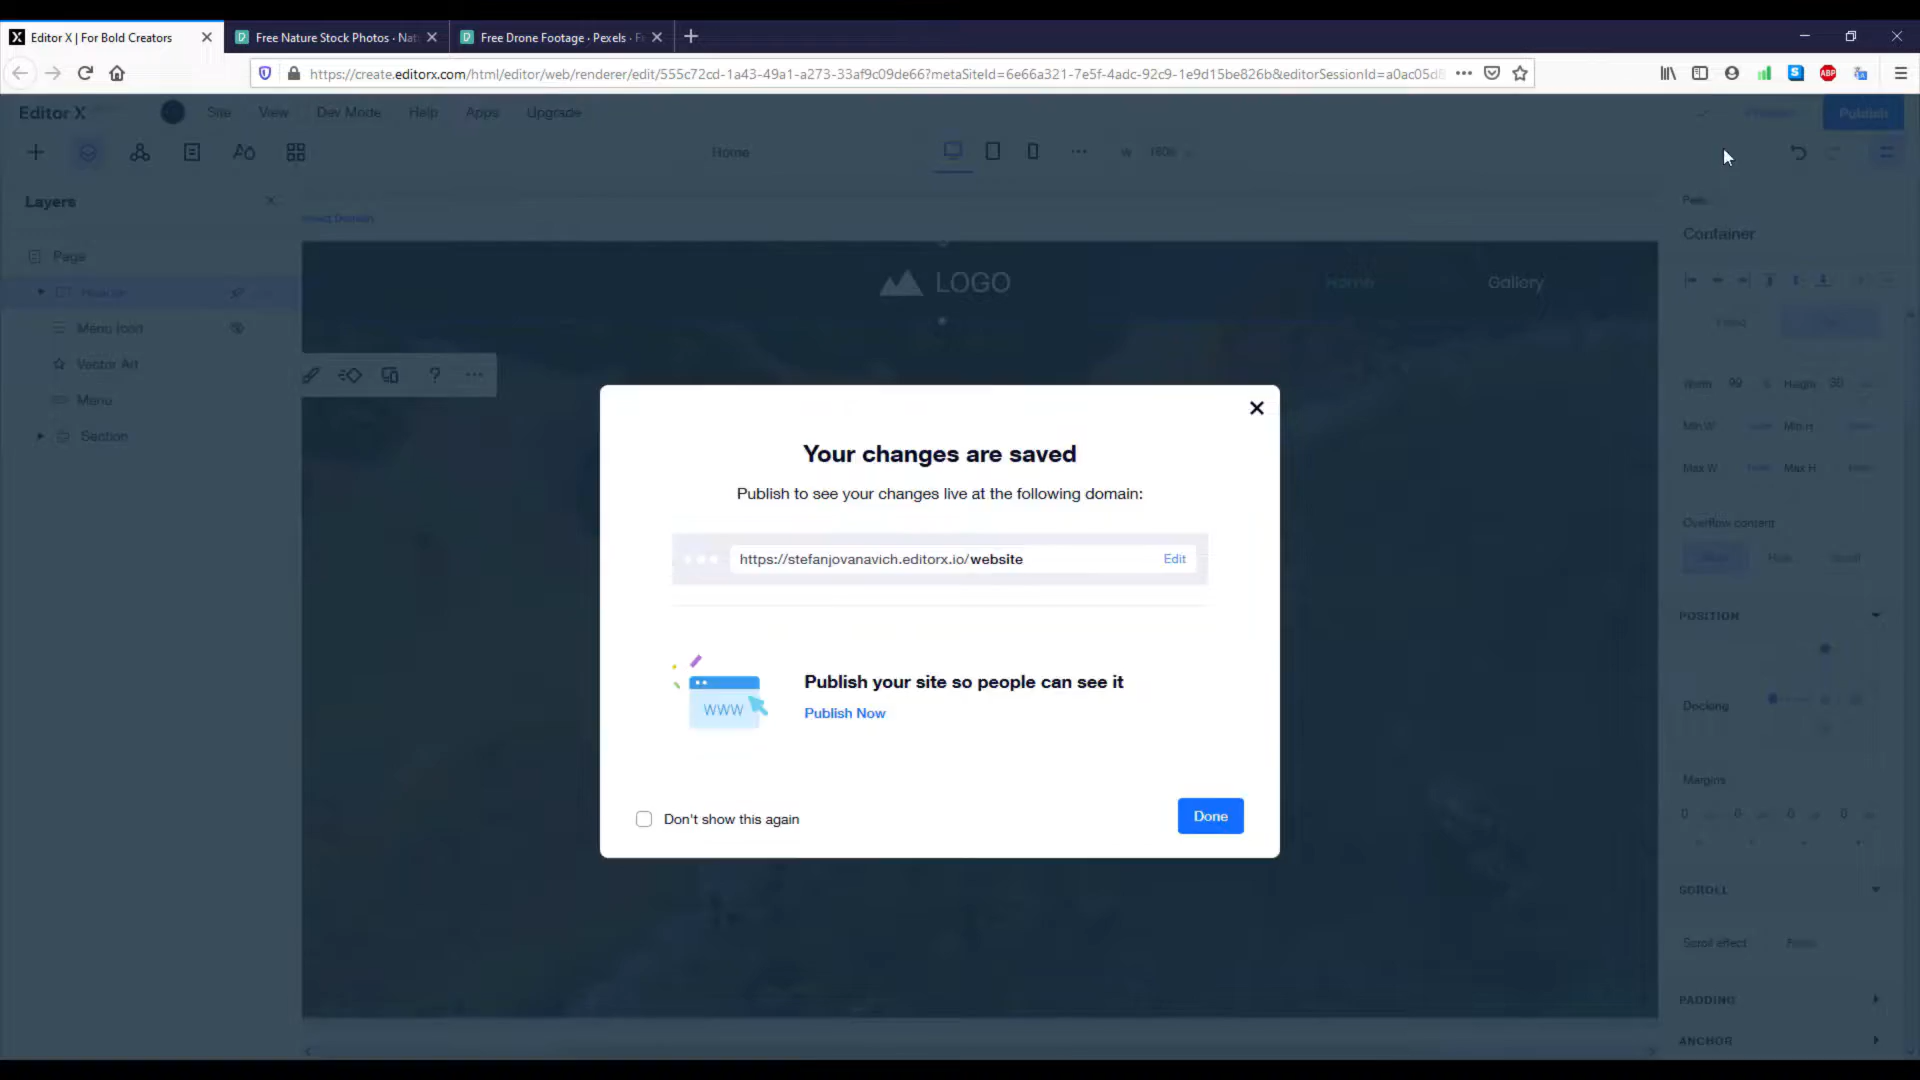 Editor X | For Bold Creators
Free Nature Stock Photos · Nat
Free Drone Footage · Pexels · F
https://create.editorx.com/html/editor/web/renderer/edit/555c72cd-1a43-49a1-a273-33af9c09de66?metaSiteId=6e66a321-7e5f-4adc-92c9-1e9d15be826b&editorSessionId=a0ac05d
ABP
Editor X
Site
View
Dev Mode
Help
Apps
Upgrade
Publish
Home
W
Layers
Page
Container
LOGO
Home
Gallery
Menu Icon
Vector Art
Menu
Section
Width 99
Height
Min W
Min H
Max W
Max H
Your changes are saved
Publish to see your changes live at the following domain:
https://stefanjovanavich.editorx.io/website
Edit
WWW
Publish your site so people can see it
Publish Now
Don't show this again
Done
Overflow content
POSITION
Docking
Margins
0
0
0
0
SCROLL
Scroll effect
PADDING
ANCHOR